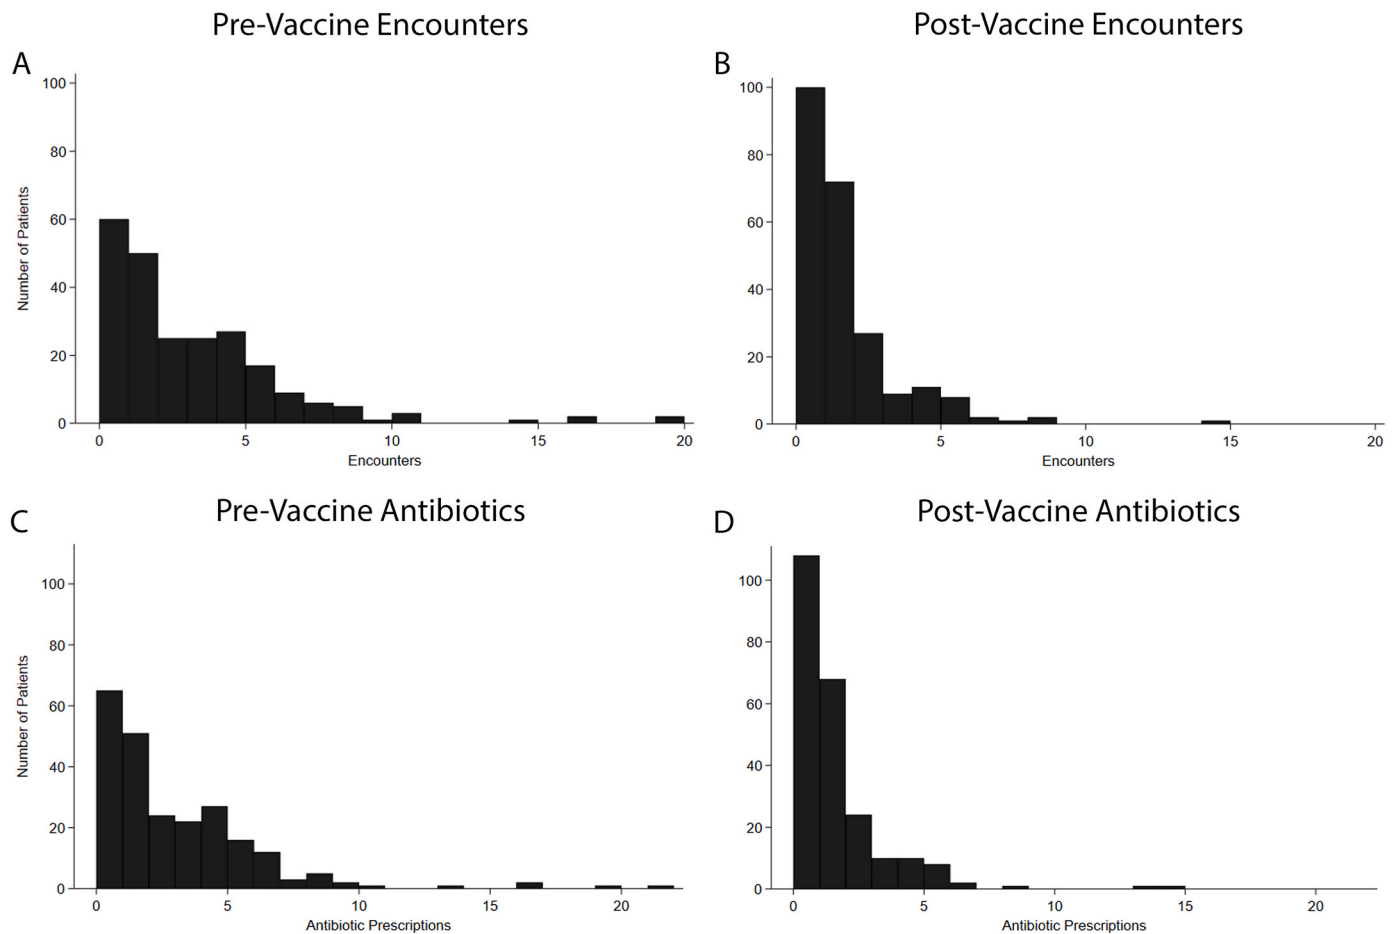 Pre-Vaccine Encounters
Post-Vaccine Encounters
A
B
100
80
60
40
20
0
Number of Patients
0 5 10 15 20
Encounters
100
80
60
40
20
0
0 5 10 15 20
Encounters
Pre-Vaccine Antibiotics
Post-Vaccine Antibiotics
C
D
100
80
60
40
20
0
Number of Patients
0 5 10 15 20
Antibiotic Prescriptions
100
80
60
40
20
0
0 5 10 15 20
Antibiotic Prescriptions